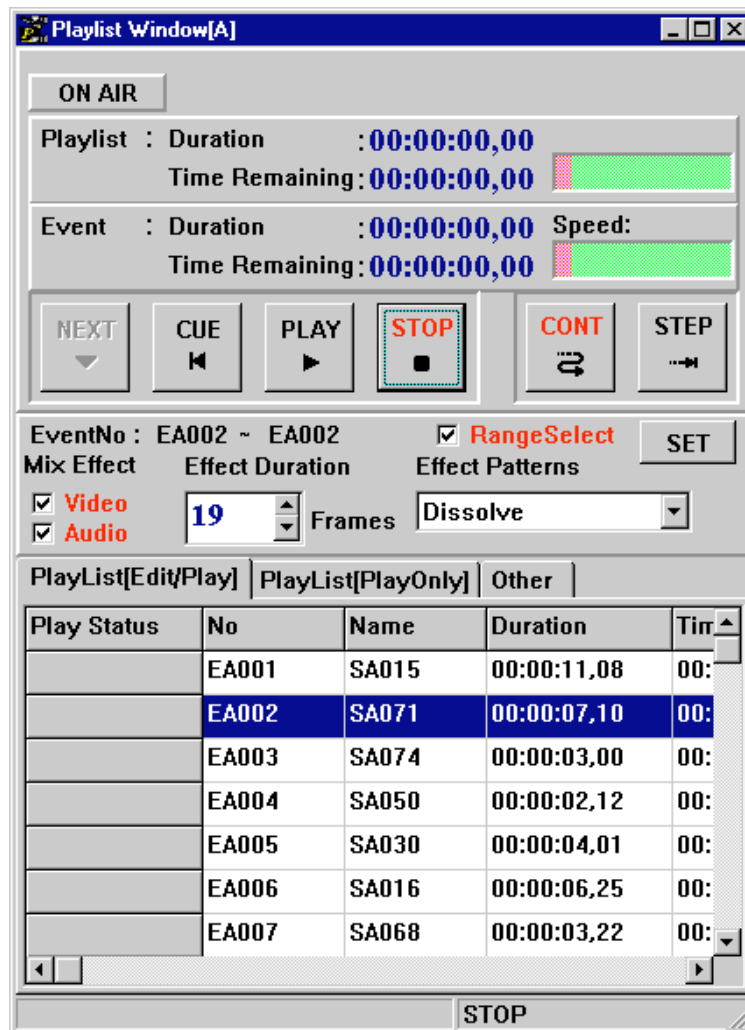 Playlist Window[A]
ON AIR
Playlist : Duration :00:00:00,00
Time Remaining:00:00:00,00
Event : Duration :00:00:00,00 Speed:
Time Remaining:00:00:00,00
NEXT CUE PLAY STOP CONT STEP
EventNo : EA002 ~ EA002 RangeSelect SET
Mix Effect Effect Duration Effect Patterns
Video
Audio
19 Frames Dissolve
PlayList[Edit/Play] PlayList[PlayOnly] Other
Play Status No Name Duration Tim
EA001 SA015 00:00:11,08 00:
EA002 SA071 00:00:07,10 00:
EA003 SA074 00:00:03,00 00:
EA004 SA050 00:00:02,12 00:
EA005 SA030 00:00:04,01 00:
EA006 SA016 00:00:06,25 00:
EA007 SA068 00:00:03,22 00:
STOP